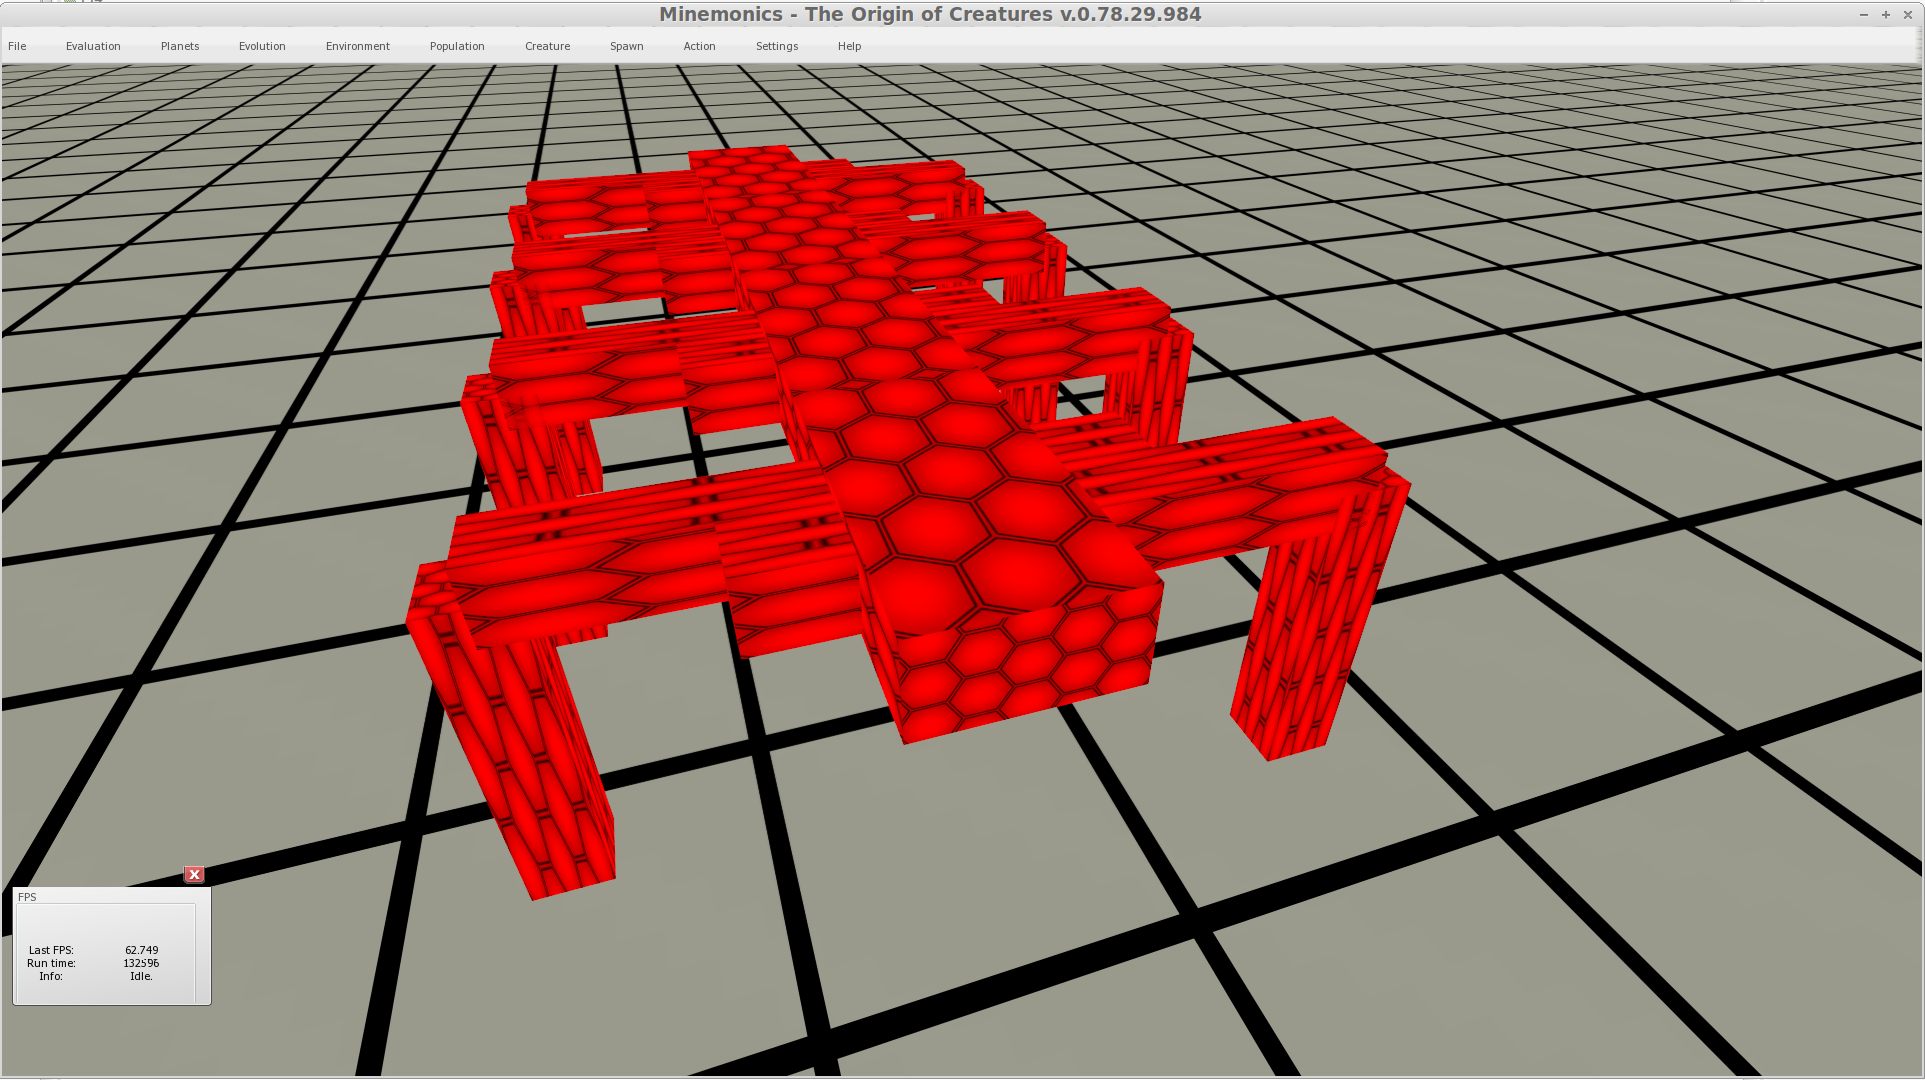 Minemonics - The Origin of Creatures v.0.78.29.984
File Evaluation Planets Evolution Environment Population Creature Spawn Action Settings Help
FPS
Last FPS: 62.749
Run time: 132596
Info: Idle.